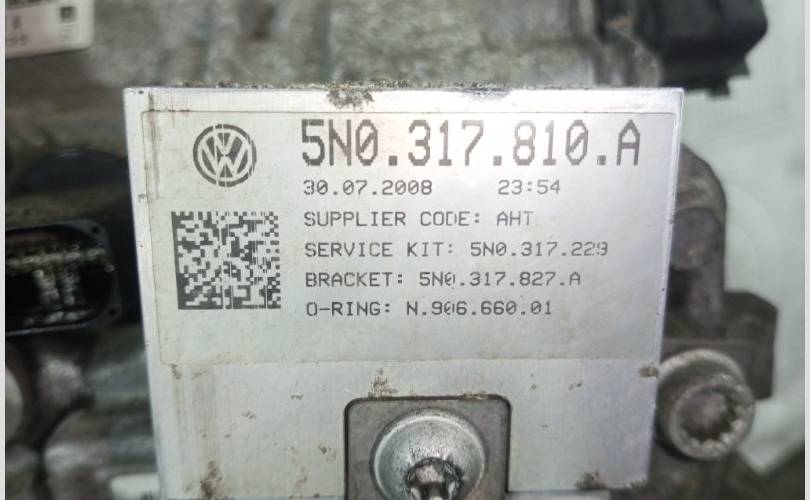 5N0.317.810.A
30.07.2008 23:54
SUPPLIER CODE: AHT
SERVICE KIT: 5N0.317.229
BRACKET: 5N0.317.827.A
O-RING: N.906.660.01